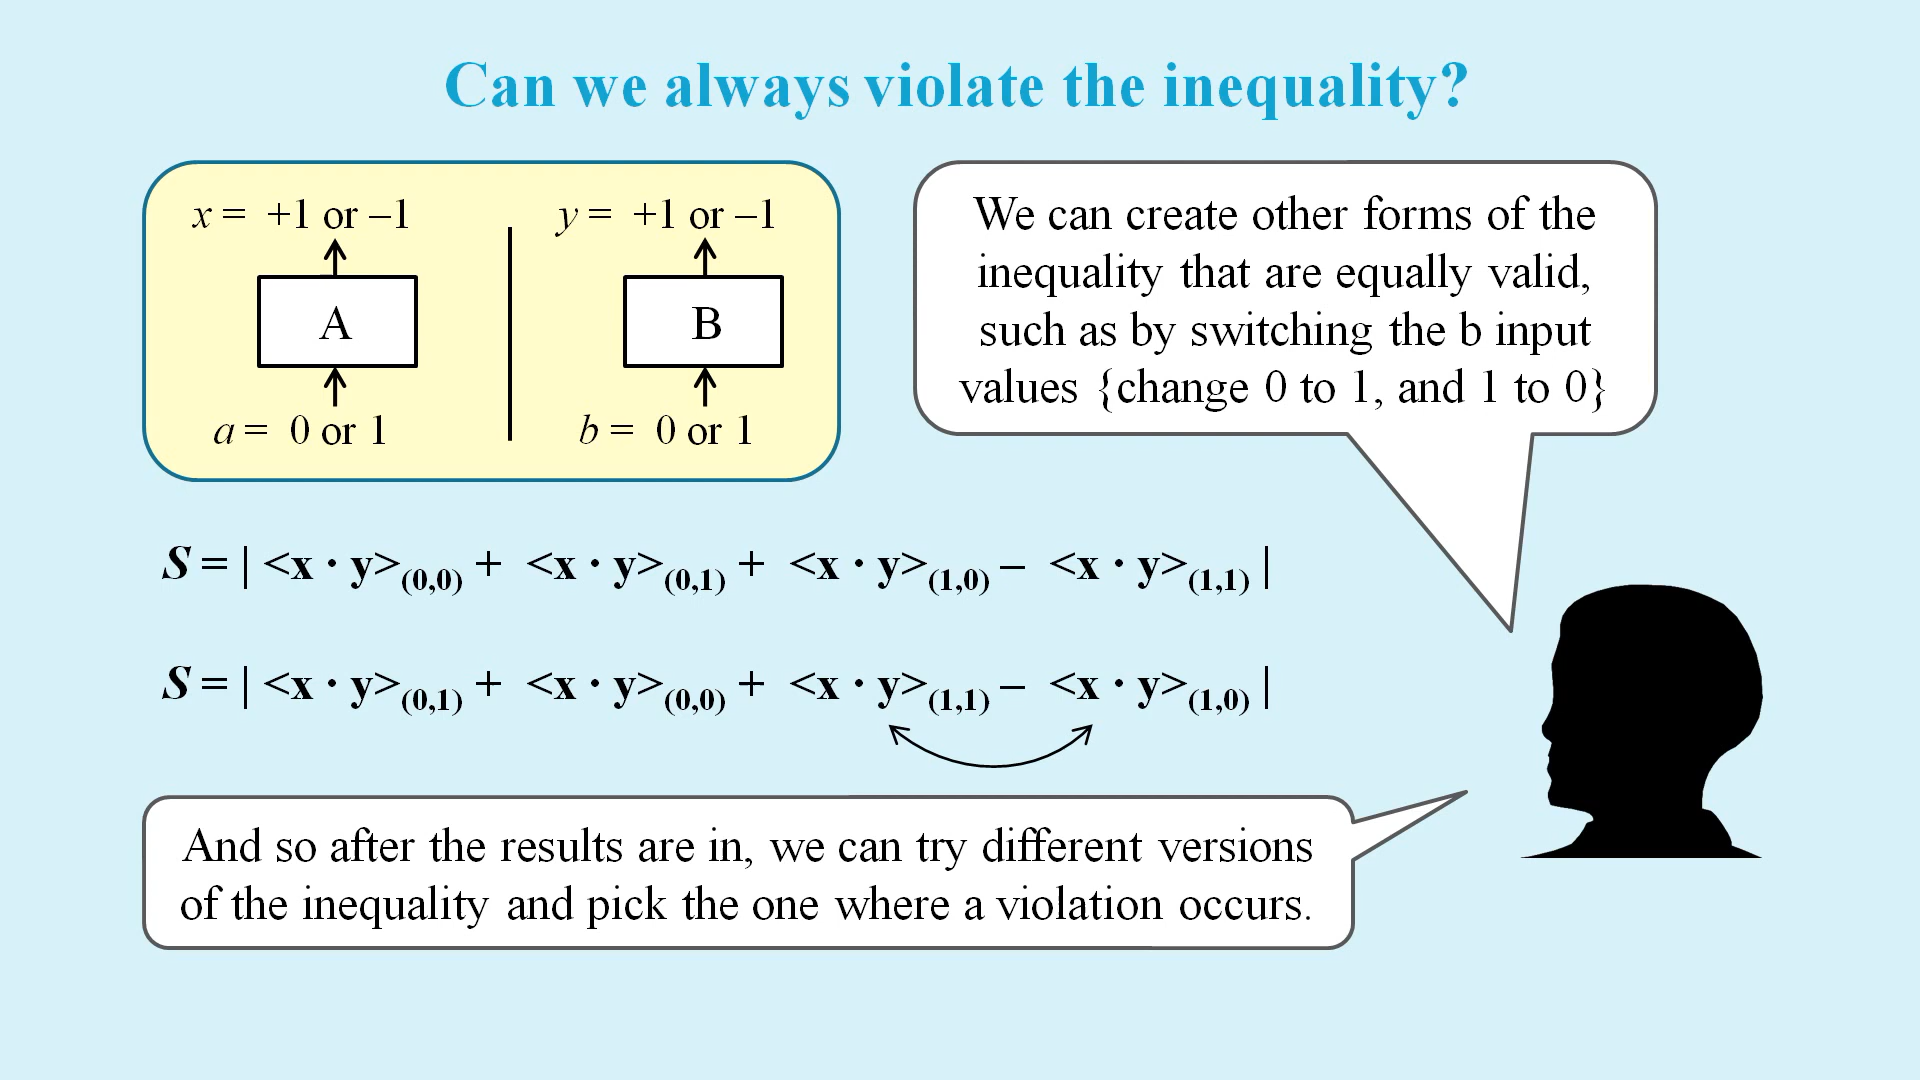 Can we always violate the inequality?
x = +1 or –1
y = +1 or –1
A
B
a = 0 or 1
b = 0 or 1
We can create other forms of the
inequality that are equally valid,
such as by switching the b input
values {change 0 to 1, and 1 to 0}
S = | <x · y>(0,0) + <x · y>(0,1) + <x · y>(1,0) – <x · y>(1,1) |
S = | <x · y>(0,1) + <x · y>(0,0) + <x · y>(1,1) – <x · y>(1,0) |
And so after the results are in, we can try different versions
of the inequality and pick the one where a violation occurs.